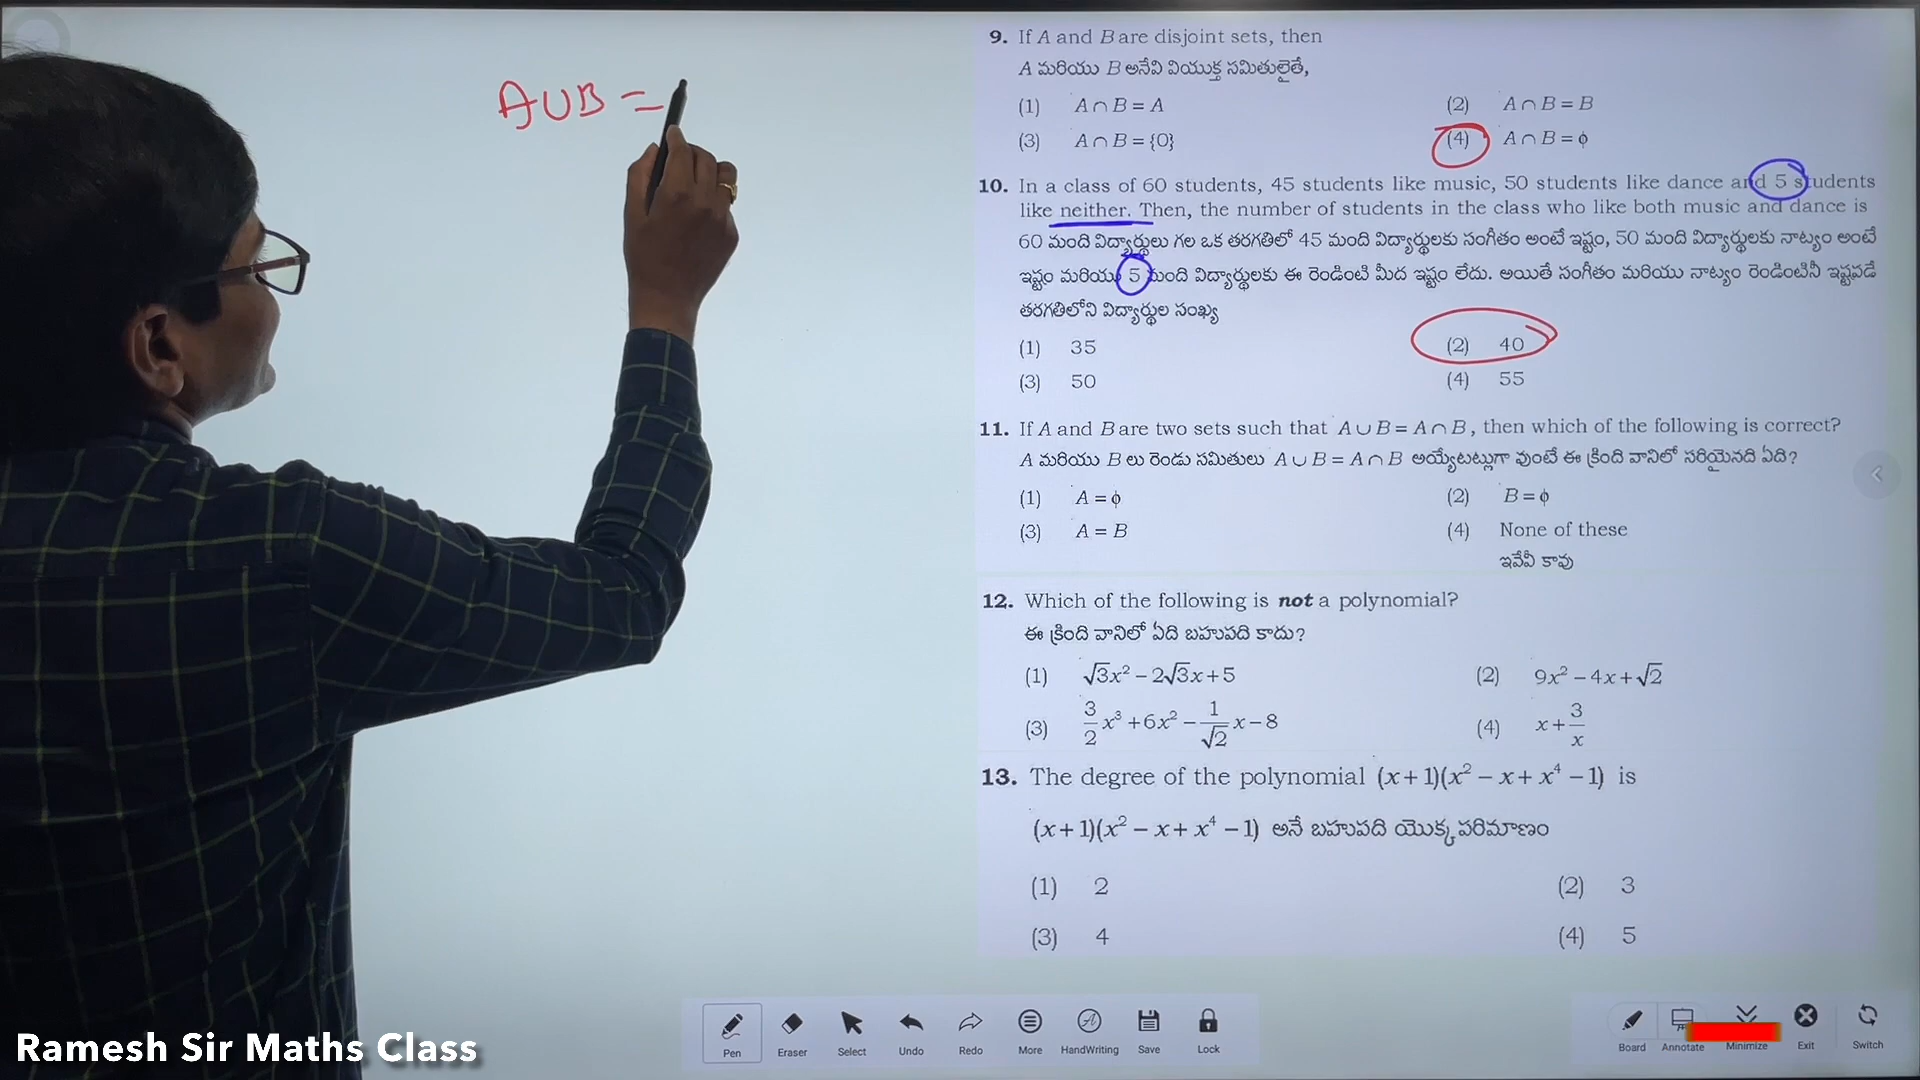 A∪B =
9. If A and B are disjoint sets, then
A మరియు B అనేవి వియుక్త సమితులైతే,
(1) A∩B = A
(2) A∩B = B
(3) A∩B = {0}
(4) A∩B = ϕ
10. In a class of 60 students, 45 students like music, 50 students like dance and 5 students
like neither. Then, the number of students in the class who like both music and dance is
60 మంది విద్యార్థులు గల ఒక తరగతిలో 45 మంది విద్యార్థులకు సంగీతం అంటే ఇష్టం, 50 మంది విద్యార్థులకు నాట్యం అంటే
ఇష్టం మరియు 5 మంది విద్యార్థులకు ఈ రెండింటి మీద ఇష్టం లేదు. అయితే సంగీతం మరియు నాట్యం రెండింటినీ ఇష్టపడే
తరగతిలోని విద్యార్థుల సంఖ్య
(1) 35
(2) 40
(3) 50
(4) 55
11. If A and B are two sets such that A∪B = A∩B, then which of the following is correct?
A మరియు B లు రెండు సమితులు A∪B = A∩B అయ్యేటట్లుగా వుంటే ఈ క్రింది వానిలో సరియైనది ఏది?
(1) A = ϕ
(2) B = ϕ
(3) A = B
(4) None of these
ఇవేవీ కావు
12. Which of the following is not a polynomial?
ఈ క్రింది వానిలో ఏది బహుపది కాదు?
(1) √3x² − 2√3x + 5
(2) 9x² − 4x + √2
(3) 3/2 x³ + 6x² − 1/√2 x − 8
(4) x + 3/x
13. The degree of the polynomial (x + 1)(x² − x + x⁴ − 1) is
(x + 1)(x² − x + x⁴ − 1) అనే బహుపది యొక్క పరిమాణం
(1) 2
(2) 3
(3) 4
(4) 5
Pen Eraser Select Undo Redo More HandWriting Save Lock
Board Annotate Minimize Exit Switch
Ramesh Sir Maths Class